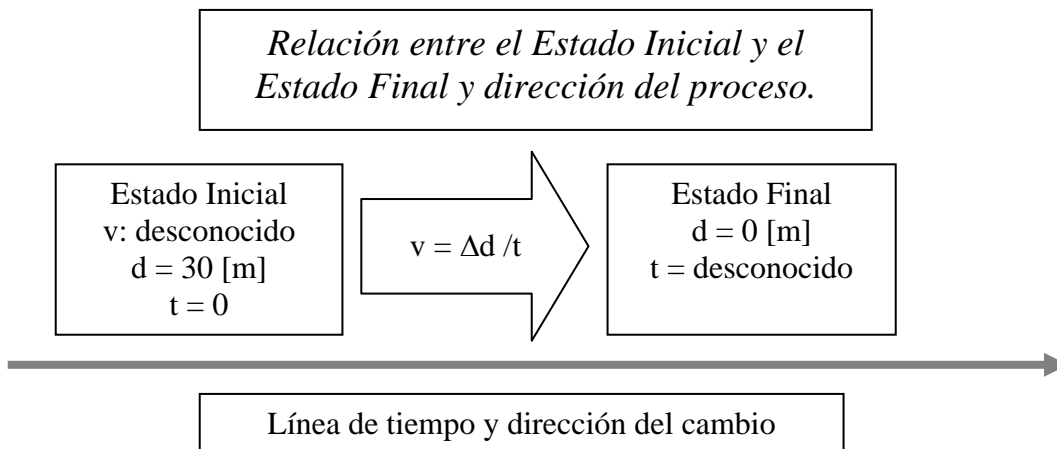 Relación entre el Estado Inicial y el
Estado Final y dirección del proceso.
Estado Inicial
v: desconocido
d = 30 [m]
t = 0
v = Δd /t
Estado Final
d = 0 [m]
t = desconocido
Línea de tiempo y dirección del cambio